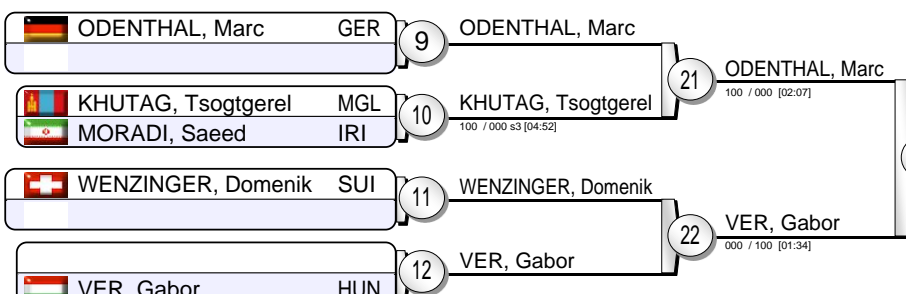 ODENTHAL, Marc GER
9
ODENTHAL, Marc
21
ODENTHAL, Marc
100 / 000 [02:07]
KHUTAG, Tsogtgerel MGL
MORADI, Saeed IRI
10
KHUTAG, Tsogtgerel
100 / 000 s3 [04:52]
WENZINGER, Domenik SUI
11
WENZINGER, Domenik
22
VER, Gabor
000 / 100 [01:34]
12
VER, Gabor
VER, Gabor HUN